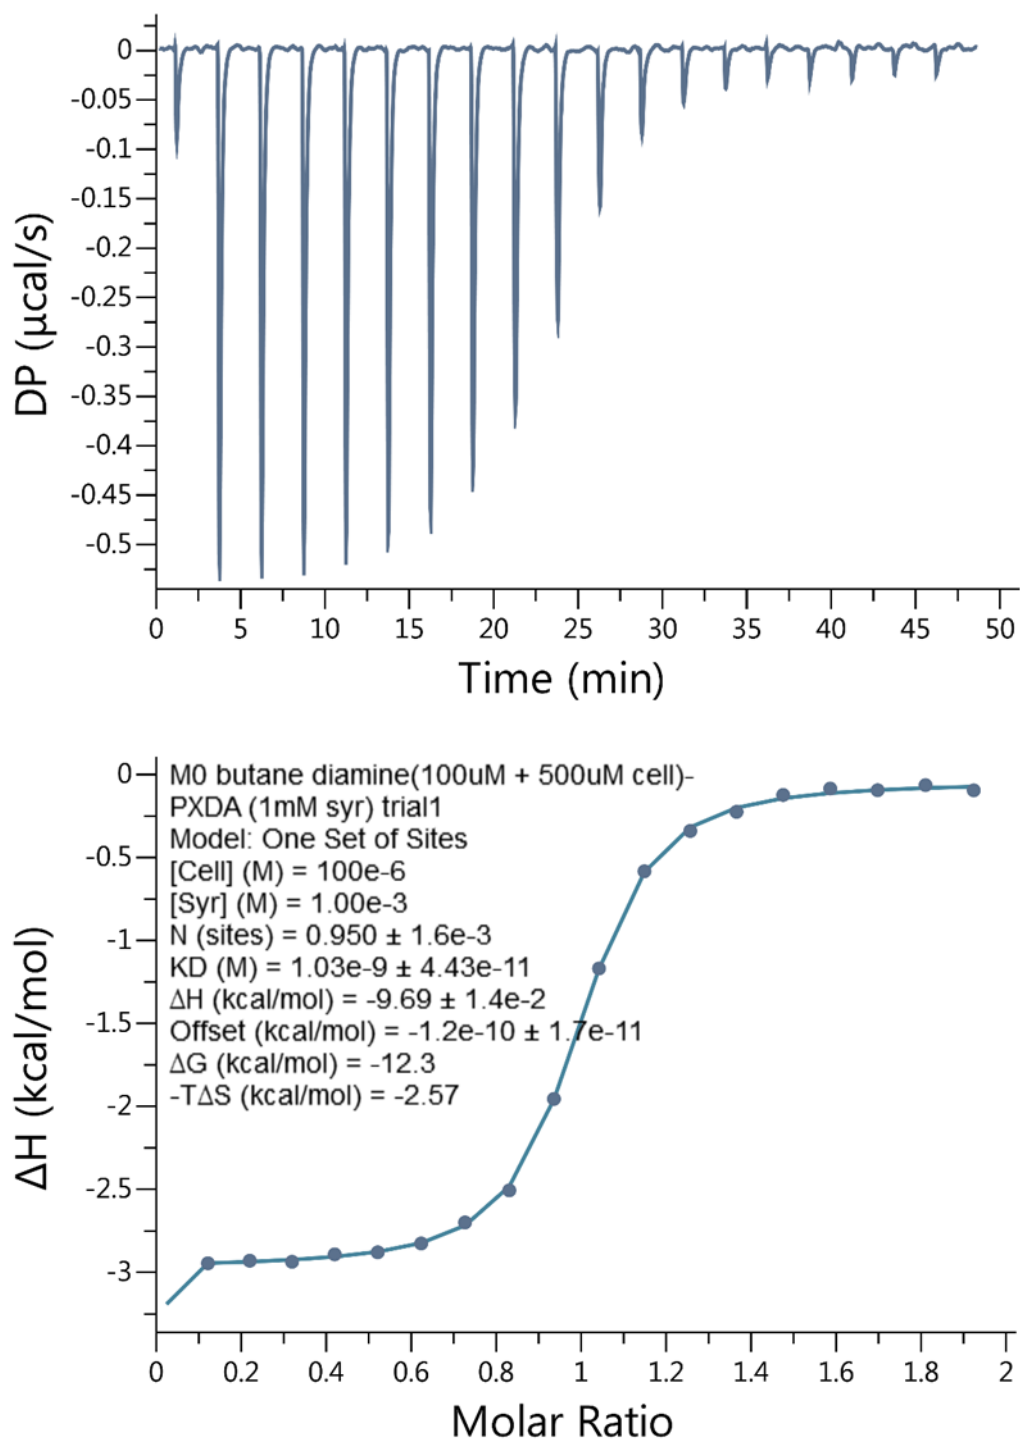 0
-0.05
-0.1
-0.15
-0.2
-0.25
-0.3
-0.35
-0.4
-0.45
-0.5
DP (µcal/s)
0 5 10 15 20 25 30 35 40 45 50
Time (min)
0
-0.5
-1
-1.5
-2
-2.5
-3
ΔH (kcal/mol)
M0 butane diamine(100uM + 500uM cell)-
PXDA (1mM syr) trial1
Model: One Set of Sites
[Cell] (M) = 100e-6
[Syr] (M) = 1.00e-3
N (sites) = 0.950 ± 1.6e-3
KD (M) = 1.03e-9 ± 4.43e-11
ΔH (kcal/mol) = -9.69 ± 1.4e-2
Offset (kcal/mol) = -1.2e-10 ± 1.7e-11
ΔG (kcal/mol) = -12.3
-TΔS (kcal/mol) = -2.57
0 0.2 0.4 0.6 0.8 1 1.2 1.4 1.6 1.8 2
Molar Ratio